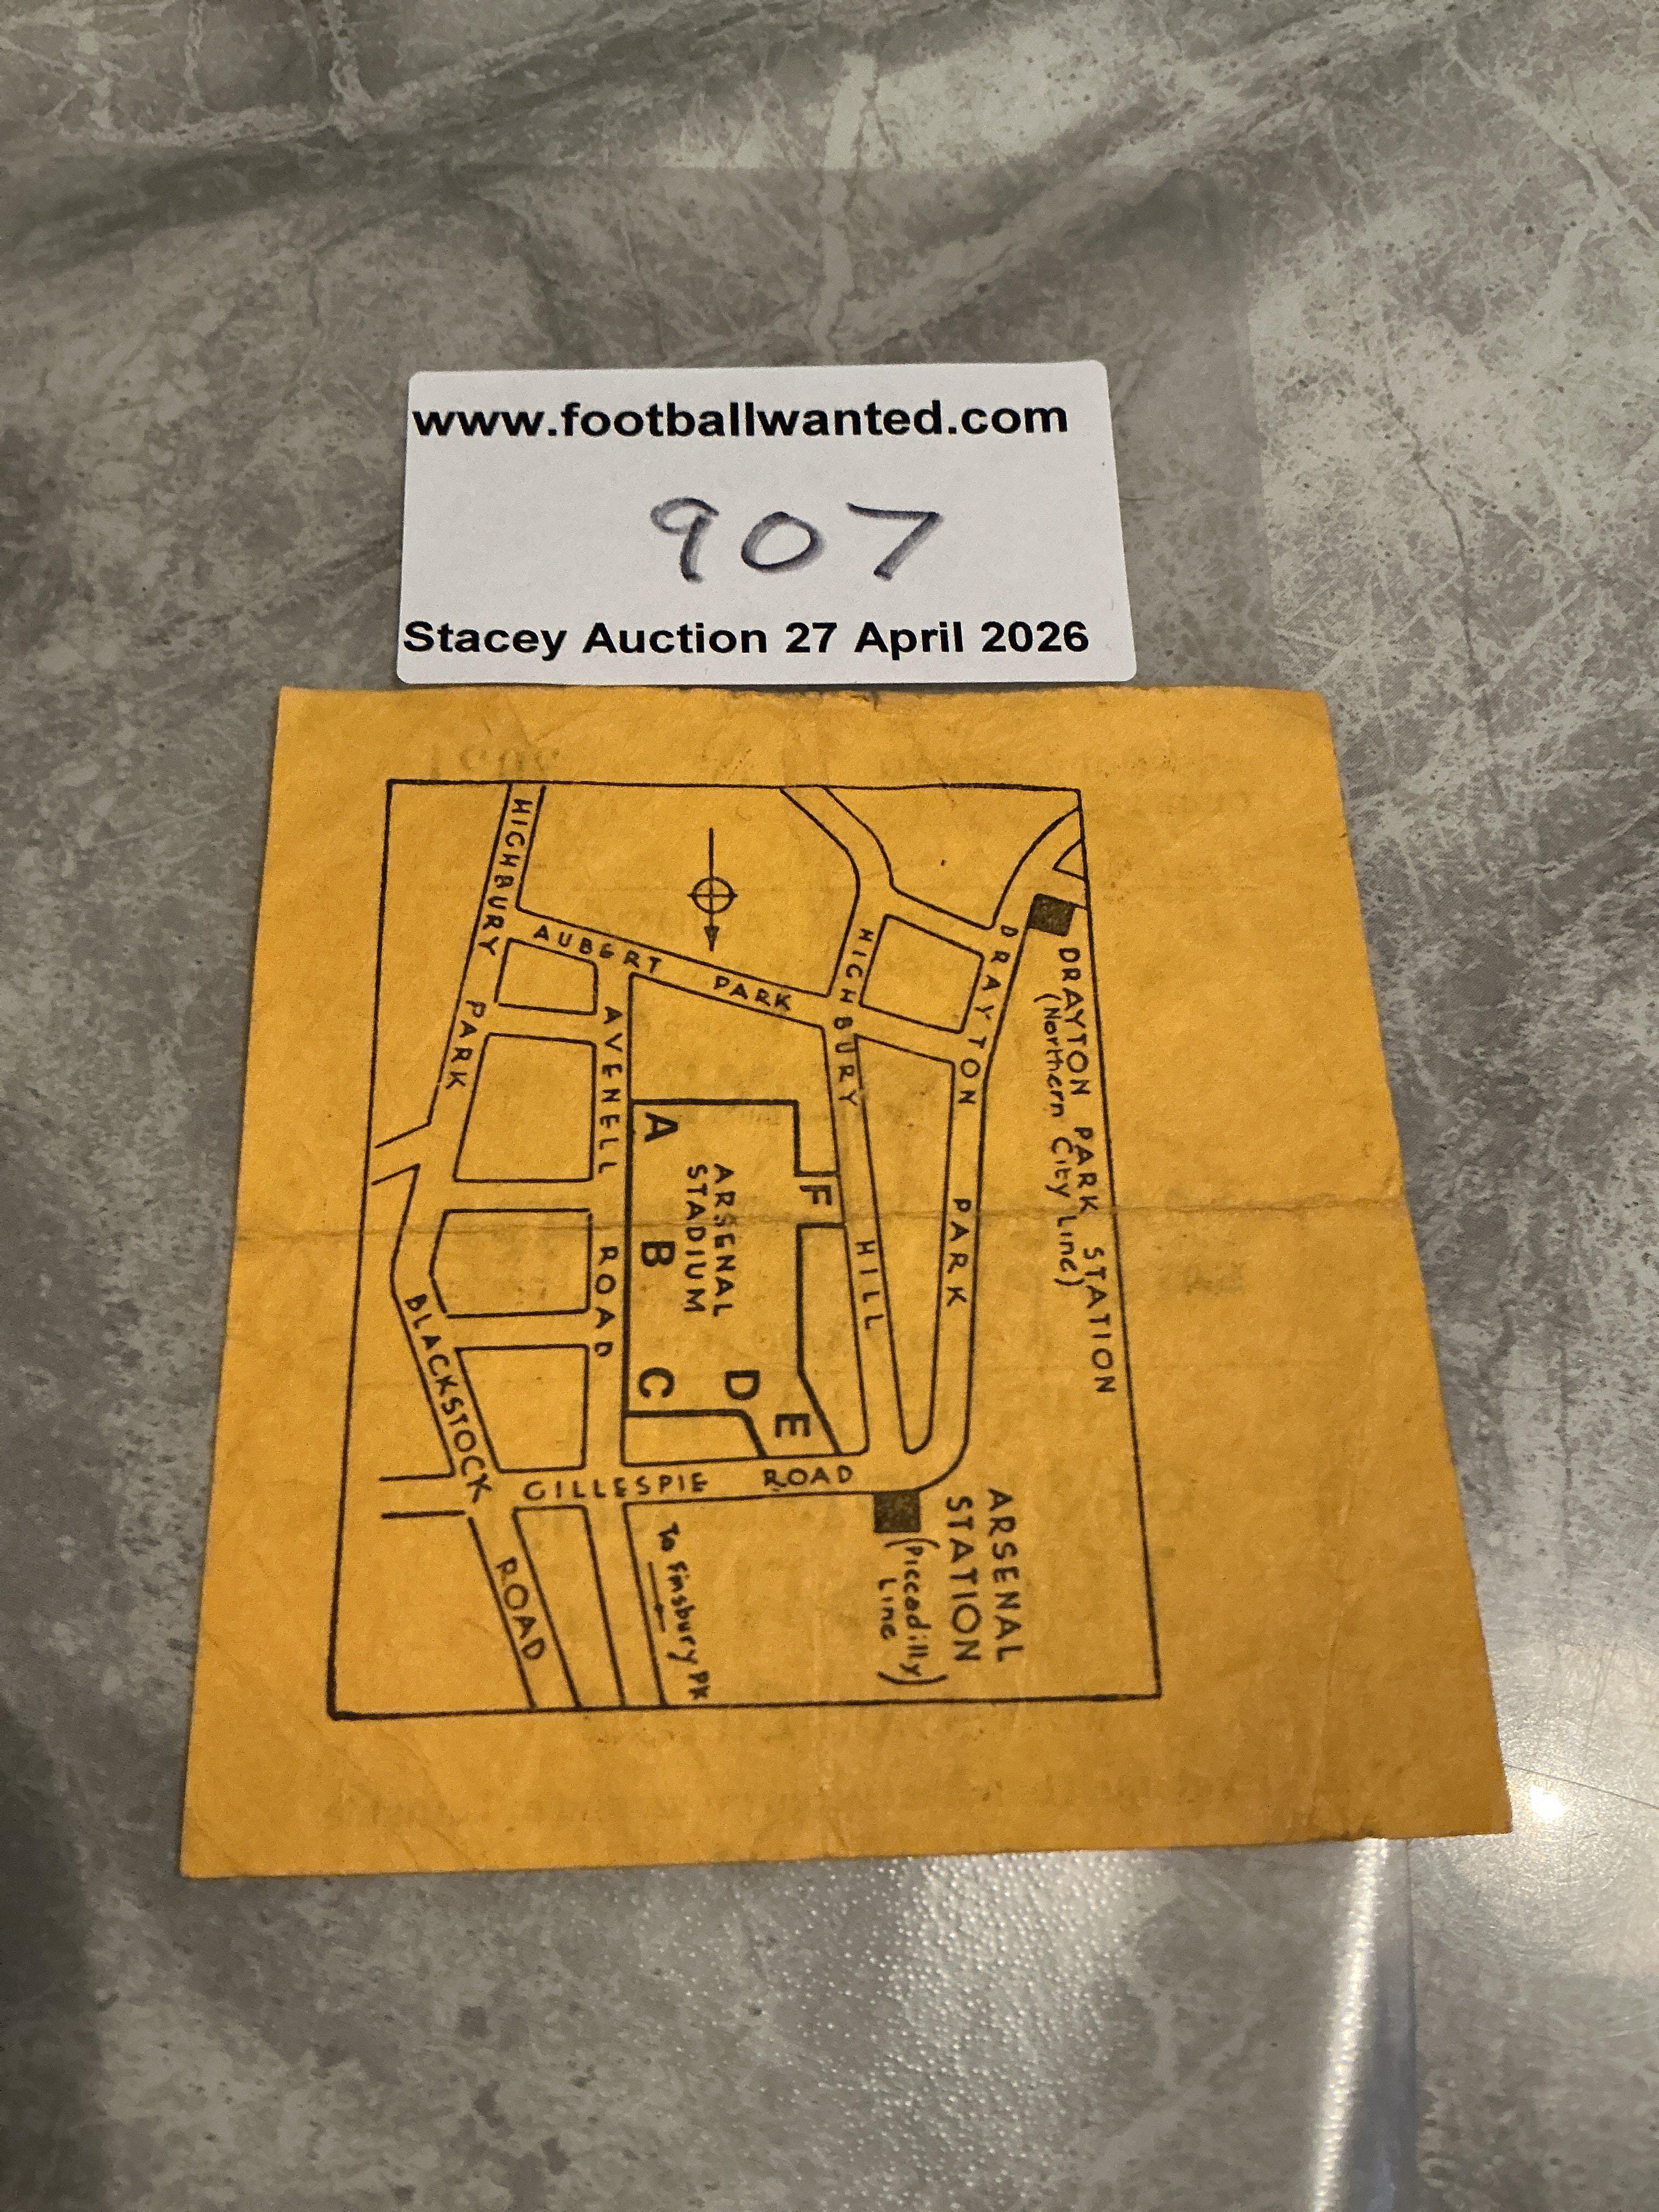 www.footballwanted.com
907
Stacey Auction 27 April 2026
HIGHBURY PARK
AUBERT PARK
AVENELL ROAD
HIGHBURY HILL
DRAYTON PARK
DRAYTON PARK STATION
(Northern City Line)
A
B
C
D
E
F
ARSENAL
STADIUM
BLACKSTOCK ROAD
GILLESPIE ROAD
ARSENAL
STATION
(Piccadilly
Line)
To Finsbury PK